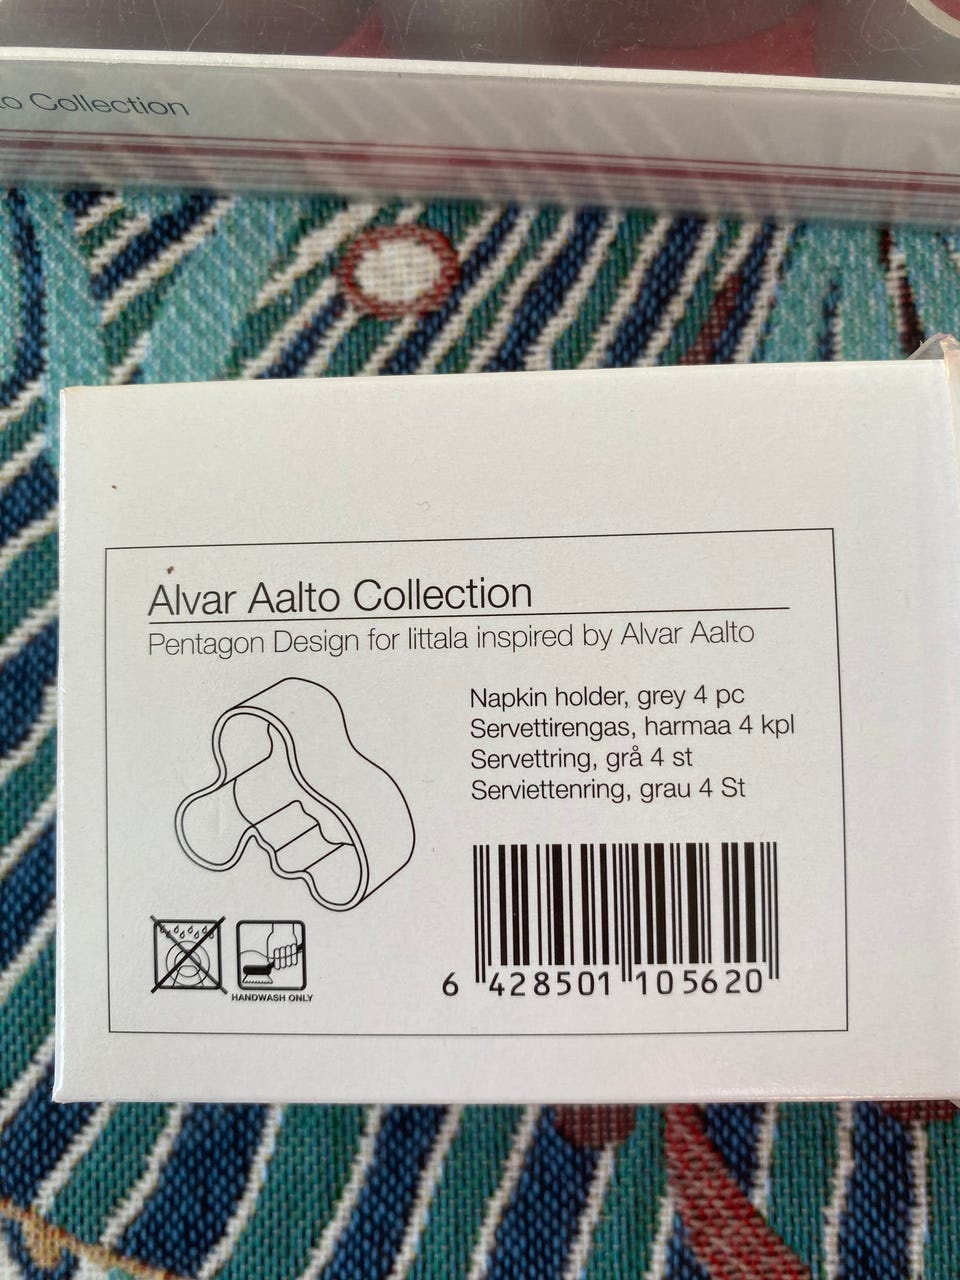 Collection
Alvar Aalto Collection
Pentagon Design for Iittala inspired by Alvar Aalto
Napkin holder, grey 4 pc
Servettirengas, harmaa 4 kpl
Servettring, grå 4 st
Serviettenring, grau 4 St
HANDWASH ONLY
6 428501 105620